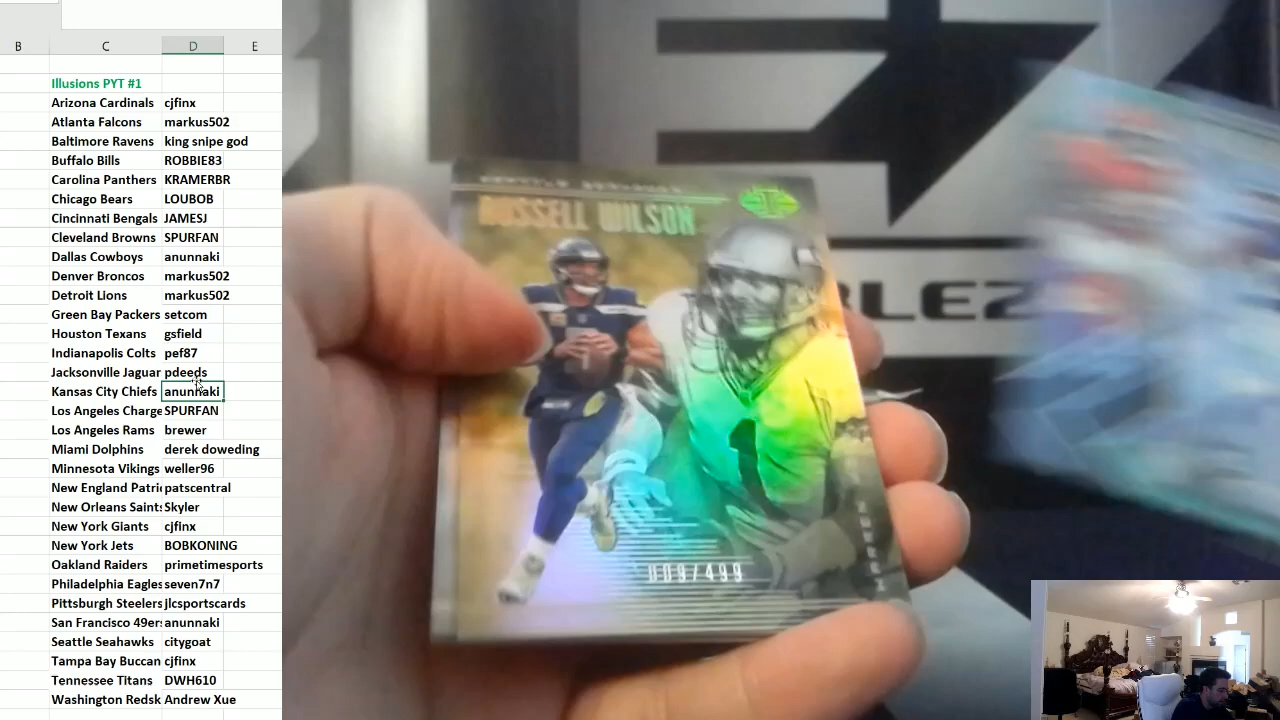 B C D E
Illusions PYT #1
Arizona Cardinals cjfinx
Atlanta Falcons markus502
Baltimore Ravens king snipe god
Buffalo Bills ROBBIE83
Carolina Panthers KRAMERBR
Chicago Bears LOUBOB
Cincinnati Bengals JAMESJ
Cleveland Browns SPURFAN
Dallas Cowboys anunnaki
Denver Broncos markus502
Detroit Lions markus502
Green Bay Packers setcom
Houston Texans gsfield
Indianapolis Colts pef87
Jacksonville Jaguar pdeeds
Kansas City Chiefs anunnaki
Los Angeles Charge SPURFAN
Los Angeles Rams brewer
Miami Dolphins derek doweding
Minnesota Vikings weller96
New England Patri patscentral
New Orleans Saints Skyler
New York Giants cjfinx
New York Jets BOBKONING
Oakland Raiders primetimesports
Philadelphia Eagles seven7n7
Pittsburgh Steelers jlcsportscards
San Francisco 49ers anunnaki
Seattle Seahawks citygoat
Tampa Bay Buccan cjfinx
Tennessee Titans DWH610
Washington Redsk Andrew Xue
RUSSELL WILSON
009/499